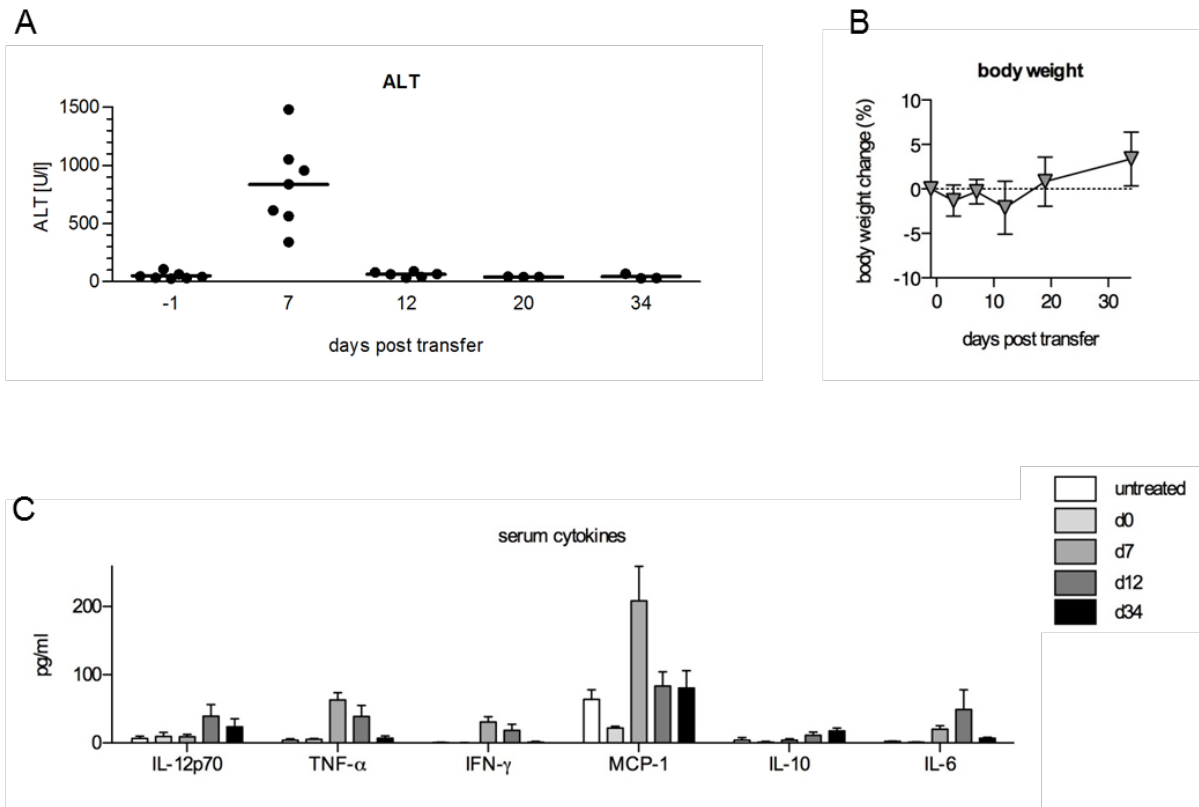 A
ALT
1500
1000
500
0
ALT [U/l]
-1 7 12 20 34
days post transfer
B
body weight
10
5
0
-5
-10
body weight change (%)
0 10 20 30
days post transfer
C
serum cytokines
200
100
0
pg/ml
IL-12p70 TNF-α IFN-γ MCP-1 IL-10 IL-6
untreated
d0
d7
d12
d34